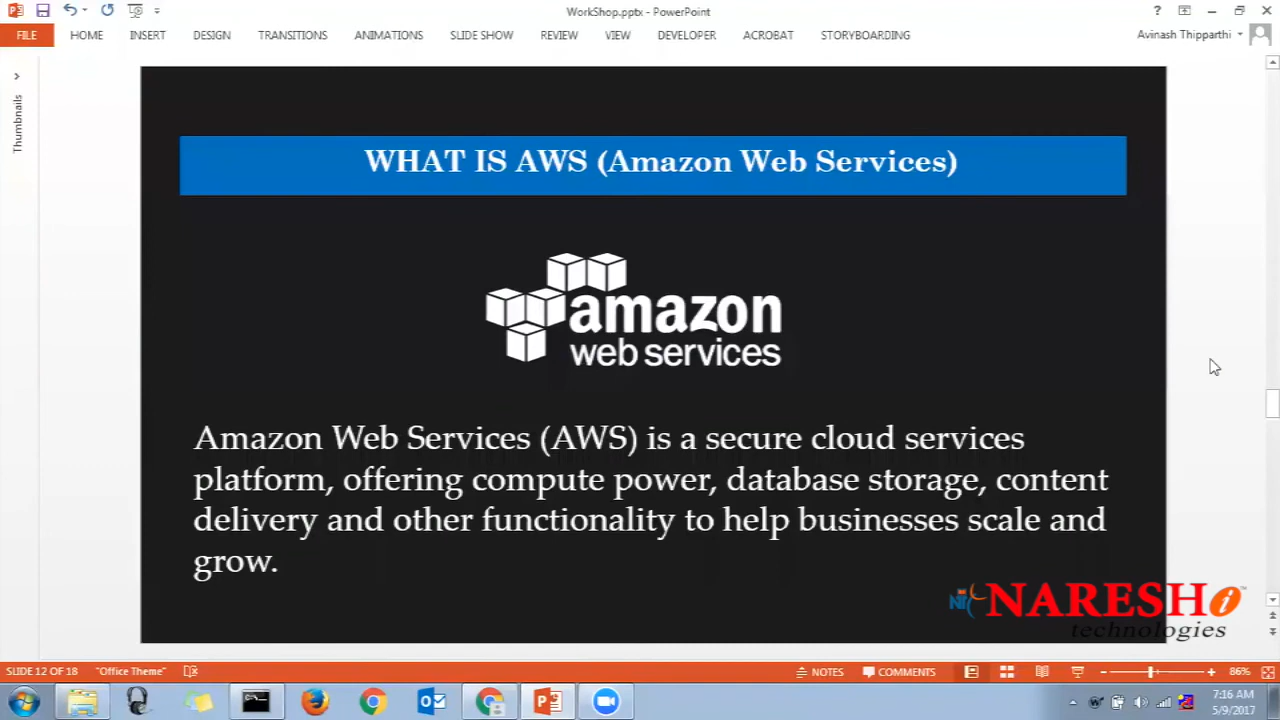 WorkShop.pptx - PowerPoint
FILE HOME INSERT DESIGN TRANSITIONS ANIMATIONS SLIDE SHOW REVIEW VIEW DEVELOPER ACROBAT STORYBOARDING Avinash Thipparthi
Thumbnails
WHAT IS AWS (Amazon Web Services)
amazon
web services
Amazon Web Services (AWS) is a secure cloud services
platform, offering compute power, database storage, content
delivery and other functionality to help businesses scale and
grow.
NARESH i
technologies
SLIDE 12 OF 18 "Office Theme" NOTES COMMENTS 86%
7:16 AM
5/9/2017